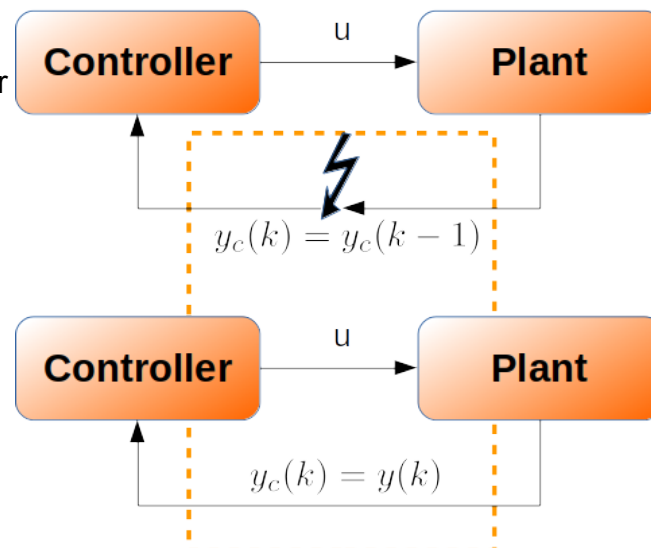 u
Controller
Plant
r
y_c(k) = y_c(k − 1)
u
Controller
Plant
y_c(k) = y(k)